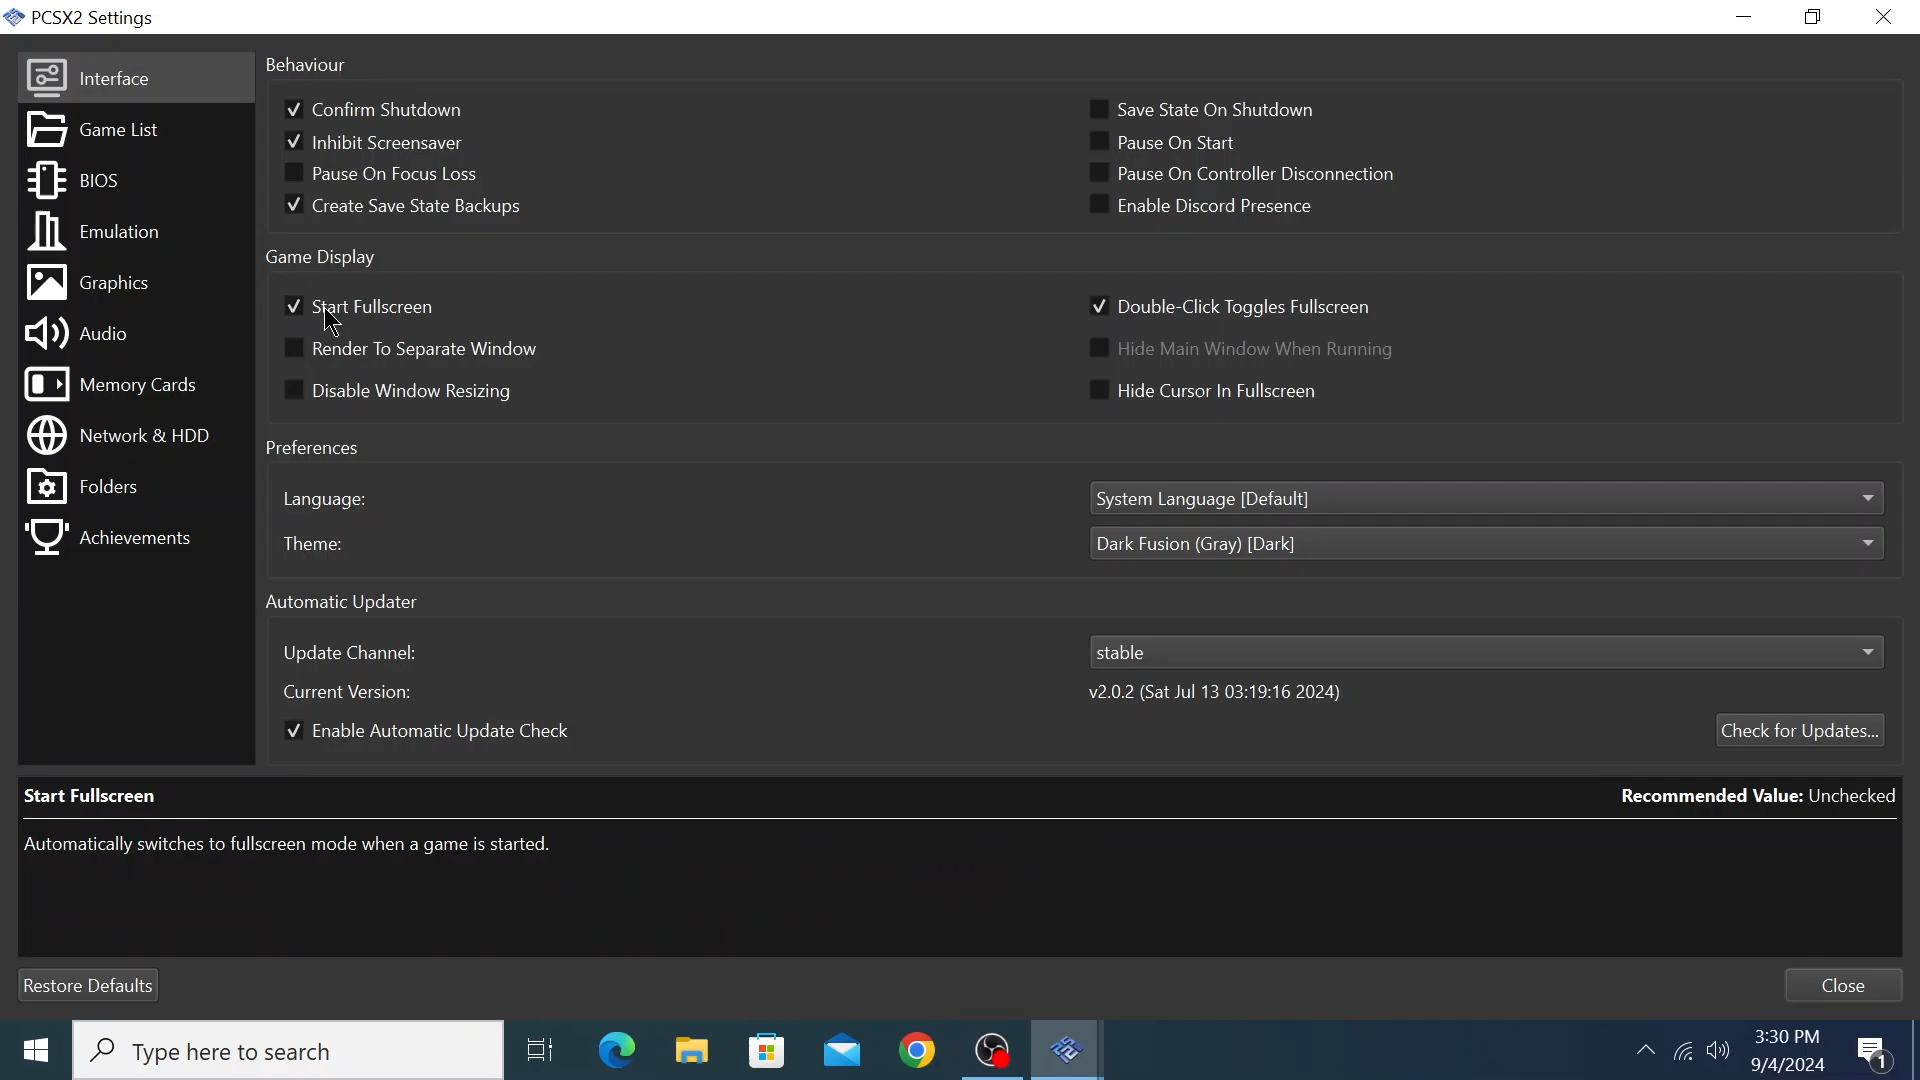 PCSX2 Settings
Interface
Game List
BIOS
Emulation
Graphics
Audio
Memory Cards
Network & HDD
Folders
Achievements
Behaviour
Confirm Shutdown
Save State On Shutdown
Inhibit Screensaver
Pause On Start
Pause On Focus Loss
Pause On Controller Disconnection
Create Save State Backups
Enable Discord Presence
Game Display
Start Fullscreen
Double-Click Toggles Fullscreen
Render To Separate Window
Hide Main Window When Running
Disable Window Resizing
Hide Cursor In Fullscreen
Preferences
Language:
System Language [Default]
Theme:
Dark Fusion (Gray) [Dark]
Automatic Updater
Update Channel:
stable
Current Version:
v2.0.2 (Sat Jul 13 03:19:16 2024)
Enable Automatic Update Check
Check for Updates...
Start Fullscreen
Recommended Value: Unchecked
Automatically switches to fullscreen mode when a game is started.
Restore Defaults
Close
Type here to search
3:30 PM
9/4/2024
1